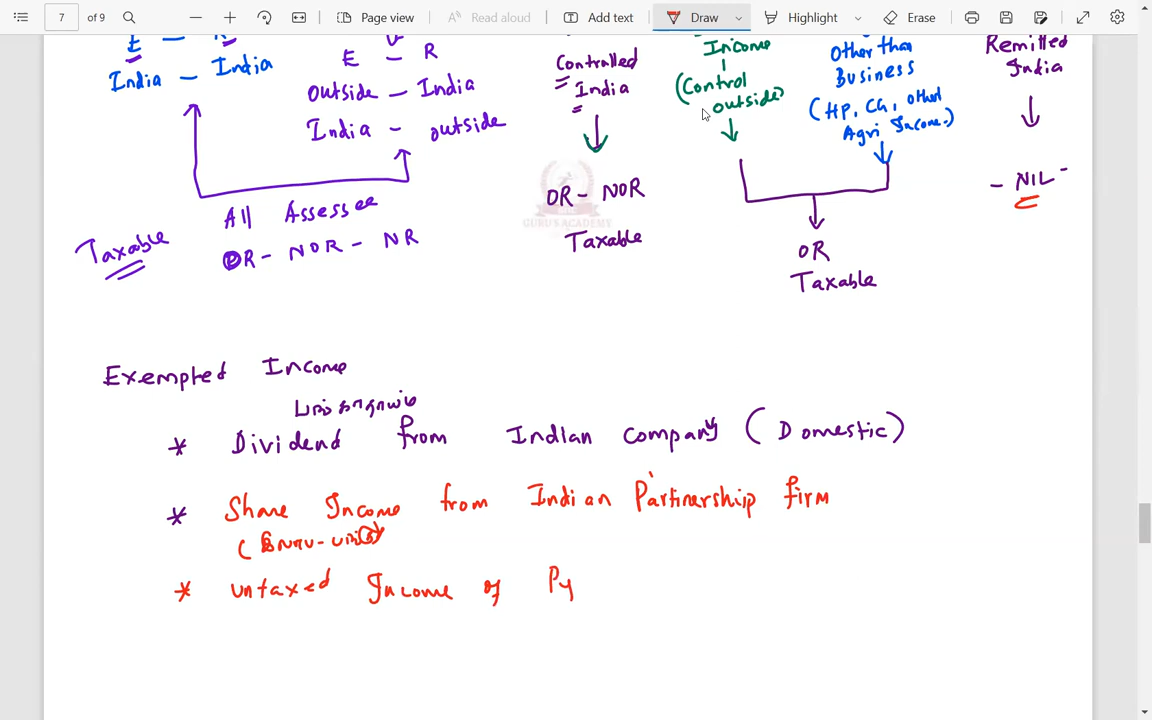 7 of 9
Page view
Read aloud
Add text
Draw
Highlight
Erase
E – R
India – India
E – R
outside – India
India – outside
All Assessee
OR – NOR – NR
Taxable
Controlled
India
OR – NOR
Taxable
Income
(Control
outside)
Other than
Business
(HP, CG, other
Agri Income.)
OR
Taxable
Remitted
India
- NIL -
GURU'S ACADEMY
Exempted Income
* Dividend from Indian company (Domestic)
* Share Income from Indian Partnership firm
* untaxed Income of Py